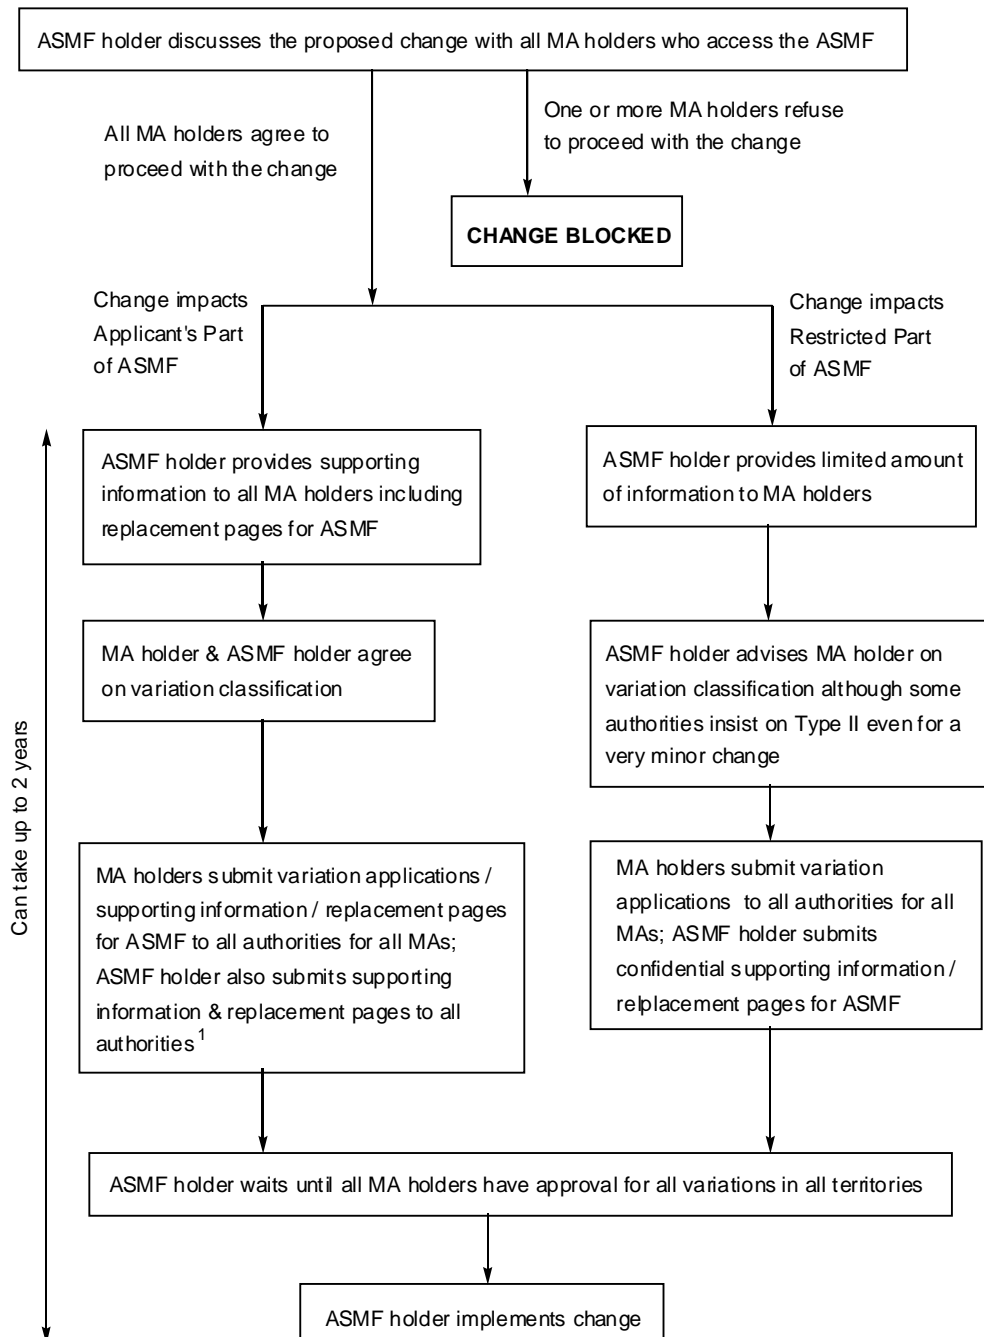 ASMF holder discusses the proposed change with all MA holders who access the ASMF
All MA holders agree to
proceed with the change
One or more MA holders refuse
to proceed with the change
CHANGE BLOCKED
Change impacts
Applicant's Part
of ASMF
Change impacts
Restricted Part
of ASMF
Can take up to 2 years
ASMF holder provides supporting
information to all MA holders including
replacement pages for ASMF
ASMF holder provides limited amount
of information to MA holders
MA holder & ASMF holder agree
on variation classification
ASMF holder advises MA holder on
variation classification although some
authorities insist on Type II even for a
very minor change
MA holders submit variation applications /
supporting information / replacement pages
for ASMF to all authorities for all MAs;
ASMF holder also submits supporting
information & replacement pages to all
authorities1
MA holders submit variation
applications to all authorities for all
MAs; ASMF holder submits
confidential supporting information /
relplacement pages for ASMF
ASMF holder waits until all MA holders have approval for all variations in all territories
ASMF holder implements change